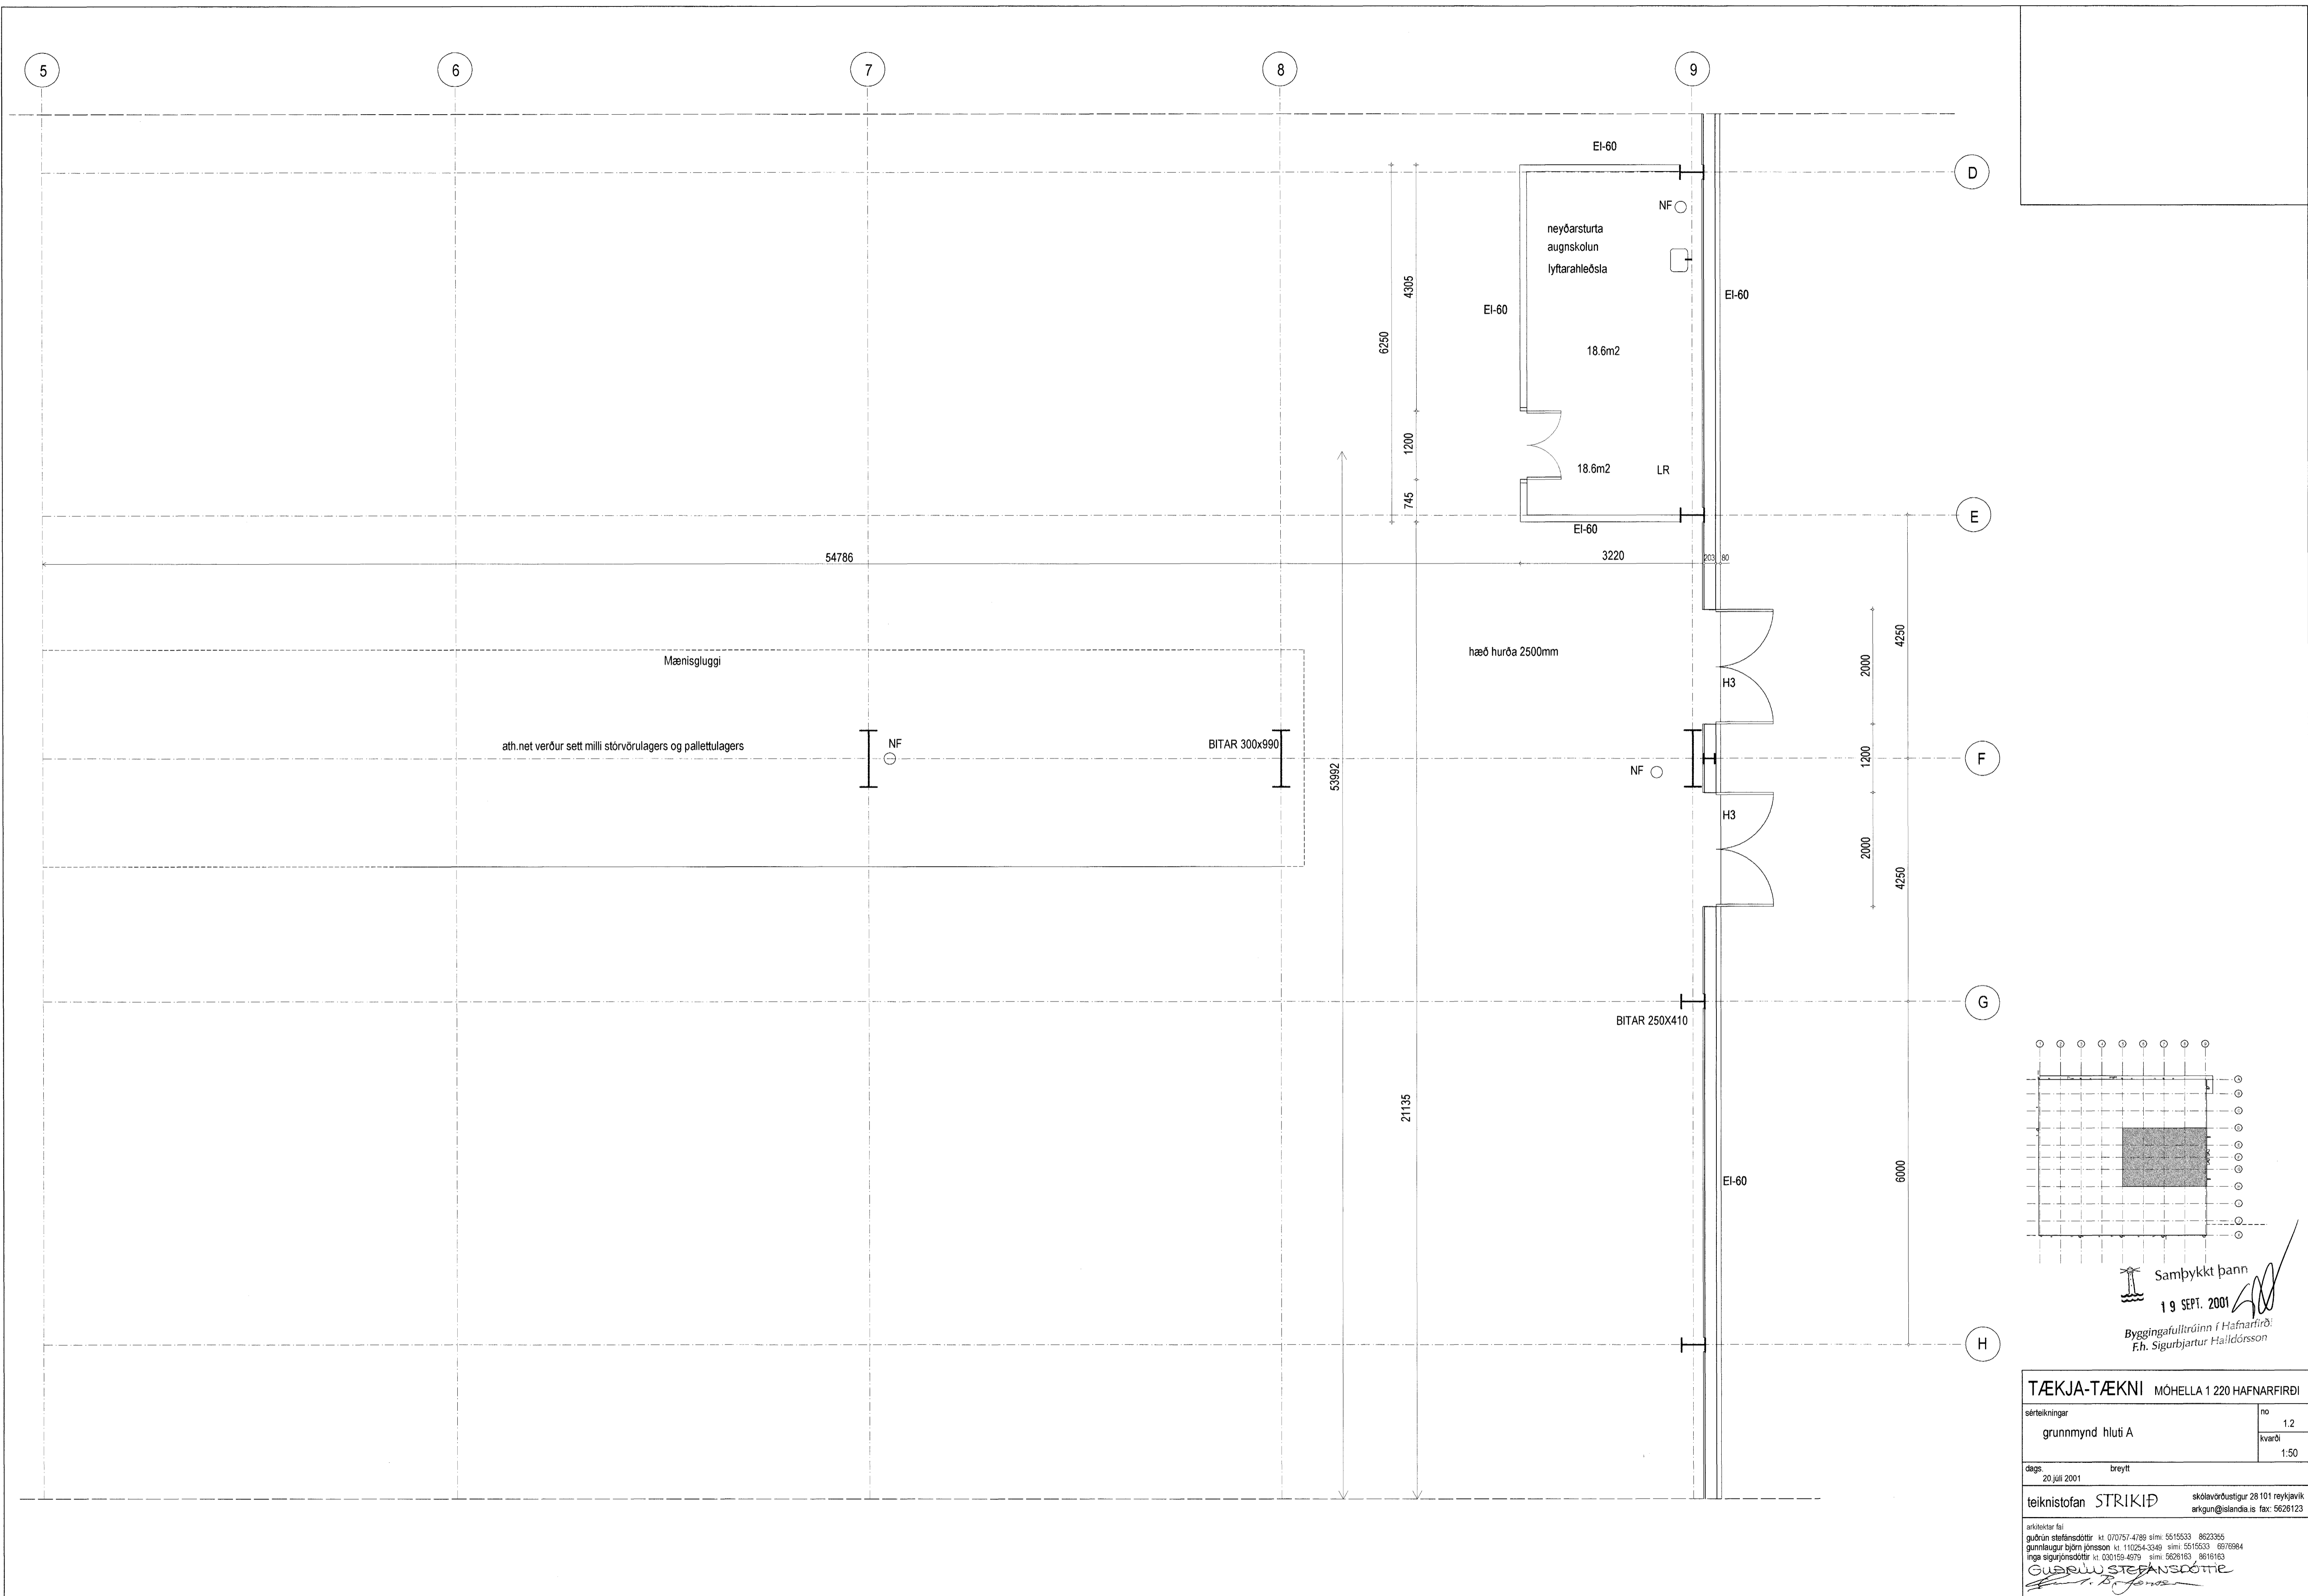 5
6
7
8
9
EI-60
D
NF
neyðarsturta
augnskolun
lyftarahleðsla
4305
EI-60
EI-60
6250
18.6m2
1200
18.6m2
LR
745
E
EI-60
54786
3220
203
80
4250
Mænisgluggi
hæð hurða 2500mm
2000
H3
ath.net verður sett milli stórvörulagers og pallettulagers
NF
BITAR 300x990
53992
NF
1200
F
H3
2000
4250
G
BITAR 250X410
21135
EI-60
6000
H
Samþykkt þann
19 SEPT. 2001
Byggingafulltrúinn í Hafnarfirði
F.h. Sigurbjartur Halldórsson
TÆKJA-TÆKNI MÓHELLA 1 220 HAFNARFIRÐI
sérteikningar
no
1.2
grunnmynd hluti A
kvarði
1:50
dags. breytt
20.júlí 2001
teiknistofan STRIKIÐ
skólavörðustígur 28 101 reykjavík
arkgun@islandia.is fax: 5626123
arkitektar faí
guðrún stefánsdóttir kt. 070757-4789 sími: 5515533 8623355
gunnlaugur björn jónsson kt. 110254-3349 sími: 5515533 6976984
inga sigurjónsdóttir kt. 030159-4979 sími: 5626163 8616163
GUÐRÚN STEFÁNSDÓTTIR